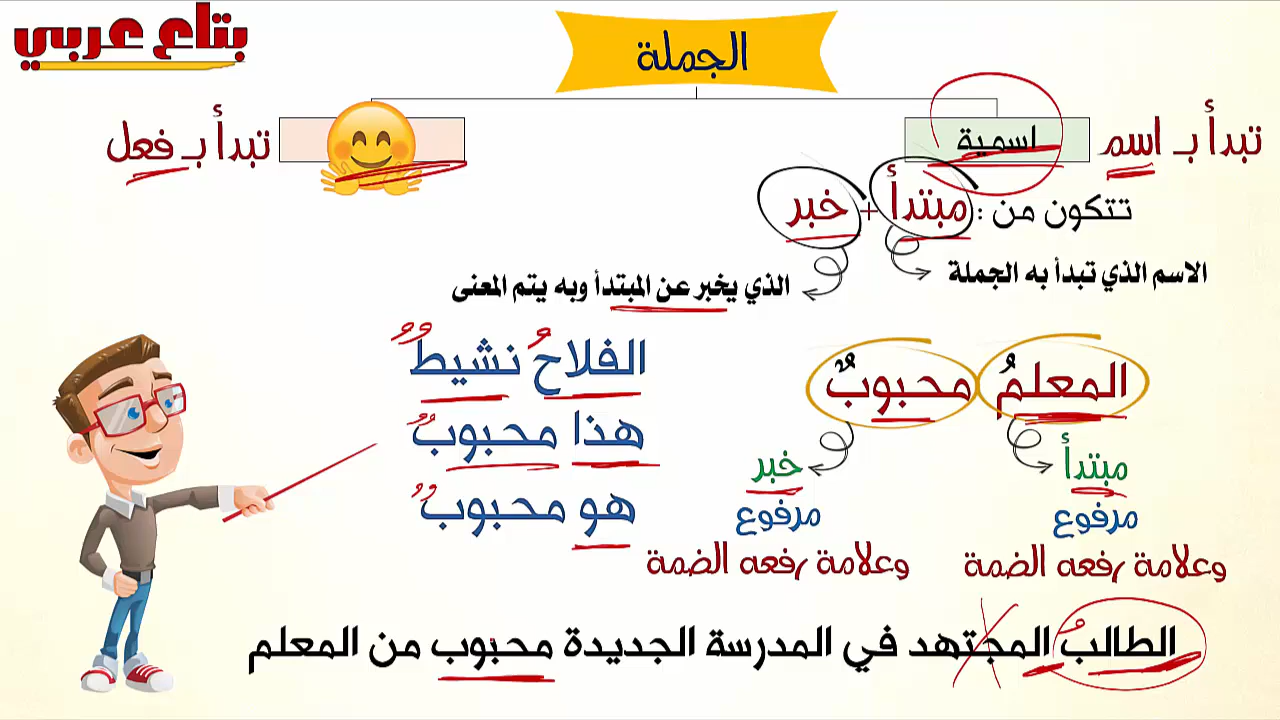 بتاع عربي
الجملة
تبدأ بـ اسم
اسمية
تبدأ بـ فعل
تتكون من : مبتدأ + خبر
الاسم الذي تبدأ به الجملة
الذي يخبر عن المبتدأ وبه يتم المعنى
المعلمُ محبوبٌ
مبتدأ
مرفوع
وعلامة رفعه الضمة
خبر
مرفوع
وعلامة رفعه الضمة
الفلاحُ نشيطٌ
هذا محبوبٌ
هو محبوبٌ
الطالبُ المجتهد في المدرسة الجديدة محبوب من المعلم